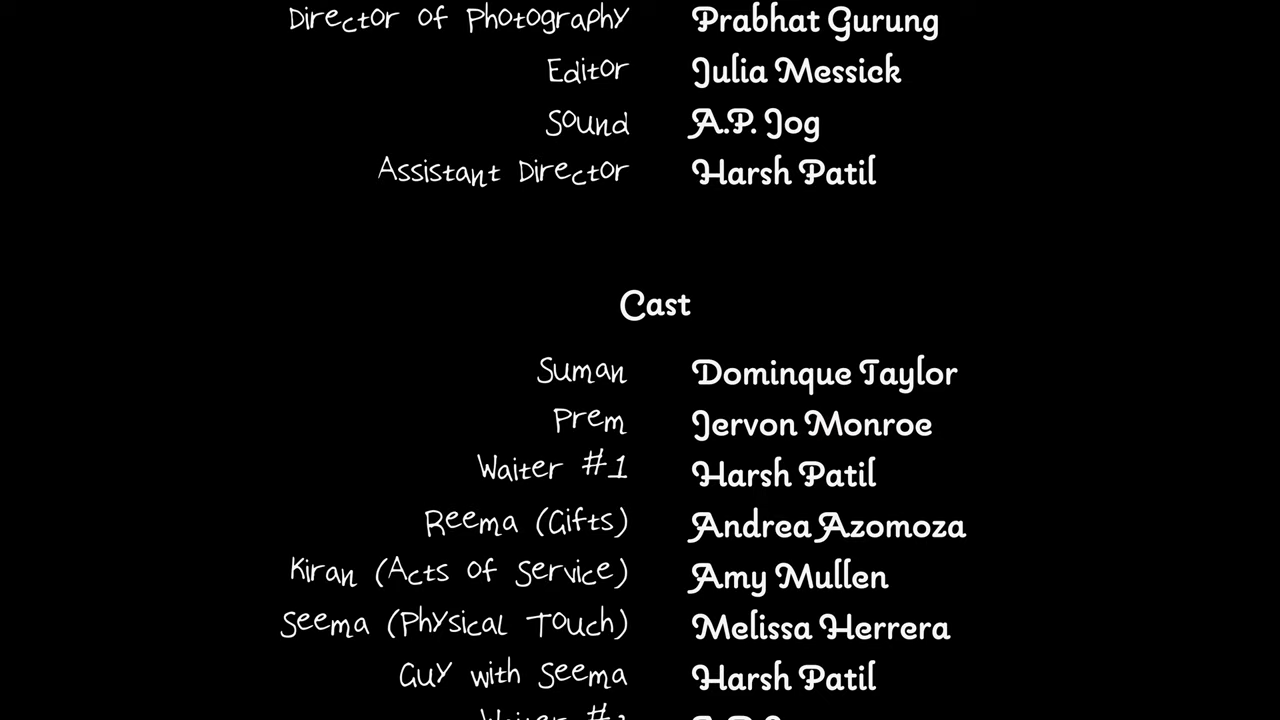 Director of Photography Prabhat Gurung
Editor Julia Messick
Sound A.P. Jog
Assistant Director Harsh Patil
Cast
Suman Dominque Taylor
Prem Jervon Monroe
Waiter #1 Harsh Patil
Reema (Gifts) Andrea Azomoza
Kiran (Acts of Service) Amy Mullen
Seema (Physical Touch) Melissa Herrera
Guy with Seema Harsh Patil